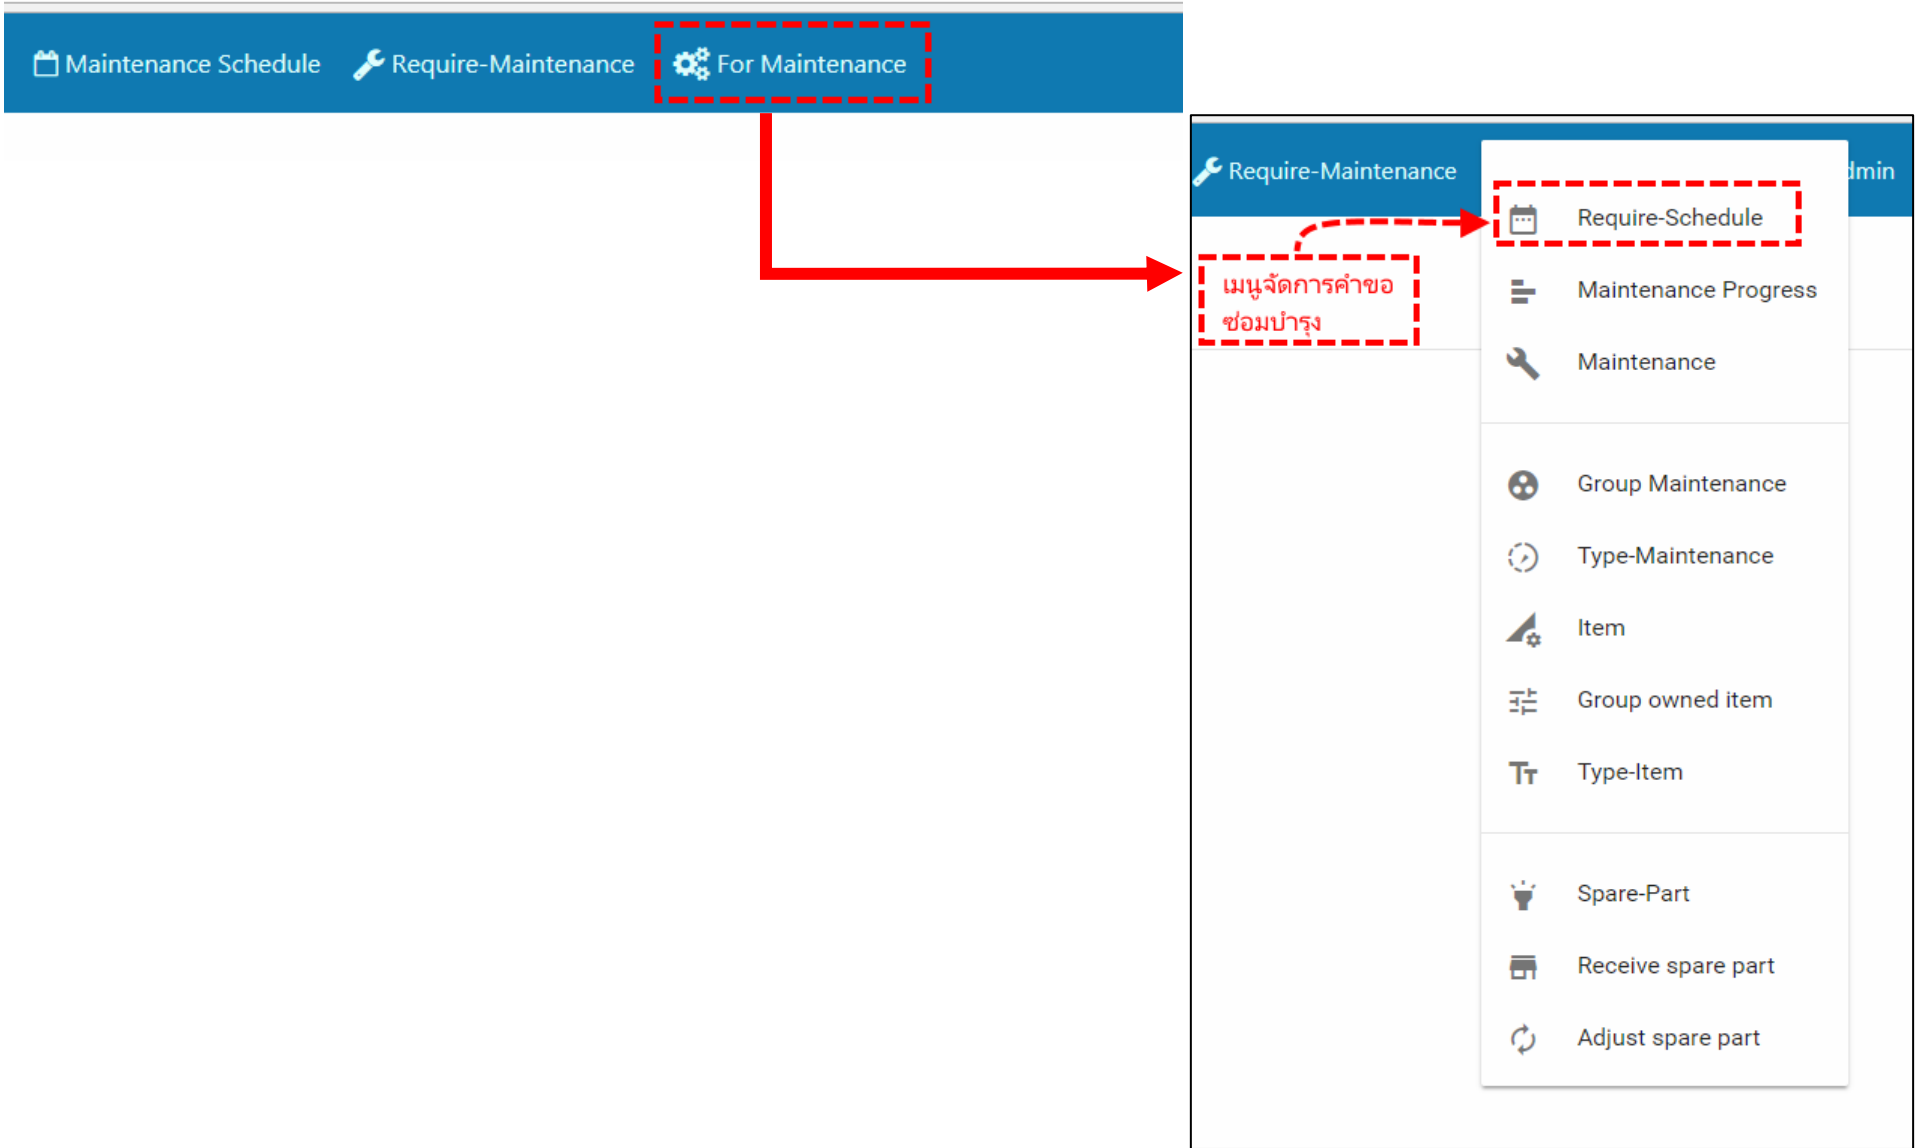 Maintenance Schedule Require-Maintenance For Maintenance
Require-Maintenance dmin
Require-Schedule
เมนูจัดการคำขอ
ซ่อมบำรุง
Maintenance Progress
Maintenance
Group Maintenance
Type-Maintenance
Item
Group owned item
Type-Item
Spare-Part
Receive spare part
Adjust spare part